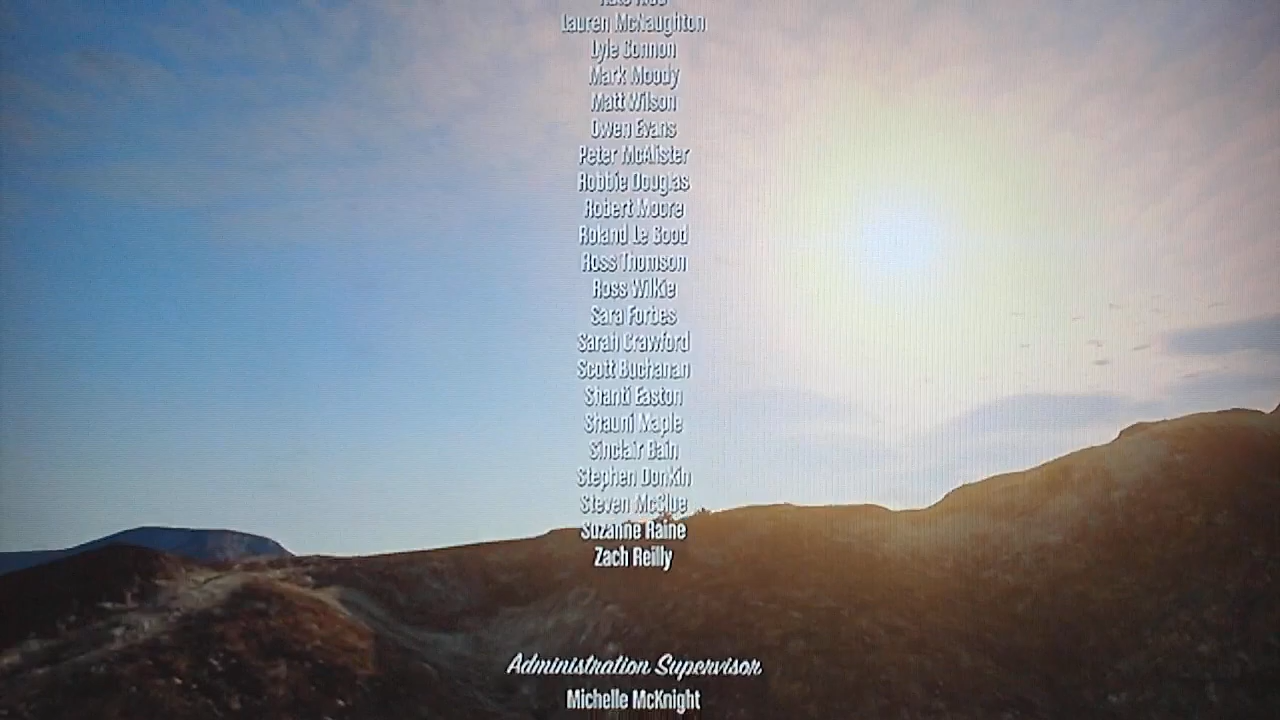 Lauren McNaughton
Lyle Connon
Mark Moody
Matt Wilson
Owen Evans
Peter McAlister
Robbie Douglas
Robert Moore
Roland Le Good
Ross Thomson
Ross Wilkie
Sara Forbes
Sarah Crawford
Scott Buchanan
Shanti Easton
Shauni Maple
Sinclair Bain
Stephen Donkin
Steven McClue
Suzanne Raine
Zach Reilly
Administration Supervisor
Michelle McKnight